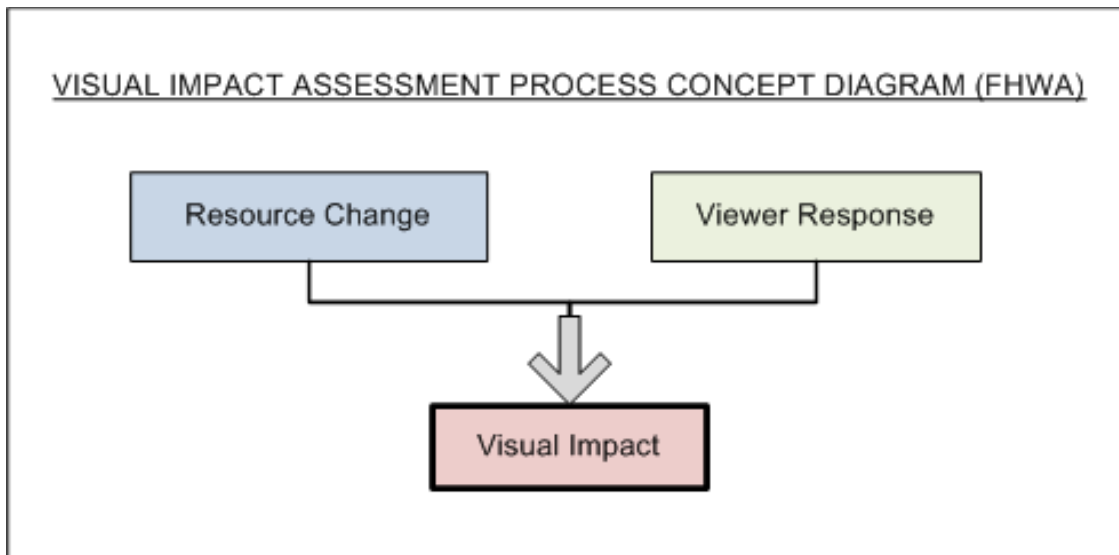 VISUAL IMPACT ASSESSMENT PROCESS CONCEPT DIAGRAM (FHWA)
Resource Change
Viewer Response
Visual Impact